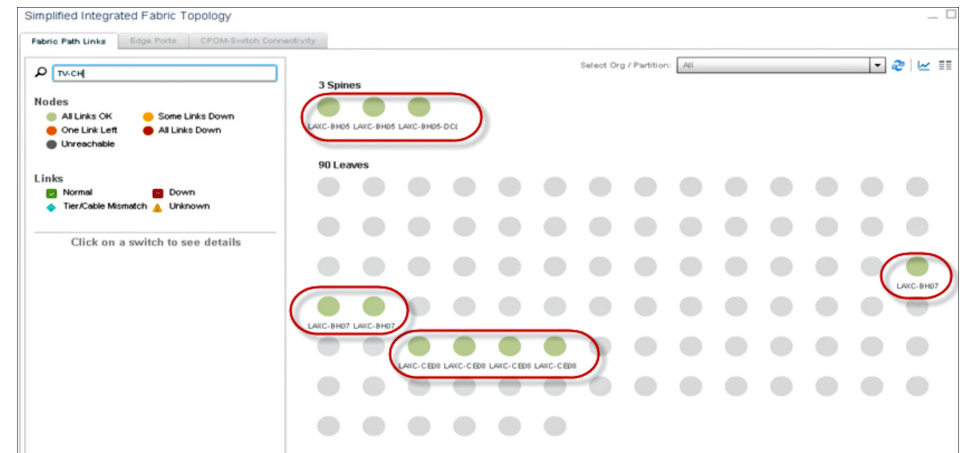 Simplified Integrated Fabric Topology
Fabric Path Links
Edge Ports
CPOM-Switch Connectivity
TV-CH
Select Org / Partition:
All
Nodes
All Links OK
Some Links Down
One Link Left
All Links Down
Unreachable
Links
Normal
Down
Tier/Cable Mismatch
Unknown
Click on a switch to see details
3 Spines
LAXC-BH05 LAXC-BH05 LAXC-BH05-DC(
90 Leaves
LAXC-BH07
LAXC-BH07 LAXC-BH07
LAXC-CE08 LAXC-CE08 LAXC-CE08 LAXC-CE08